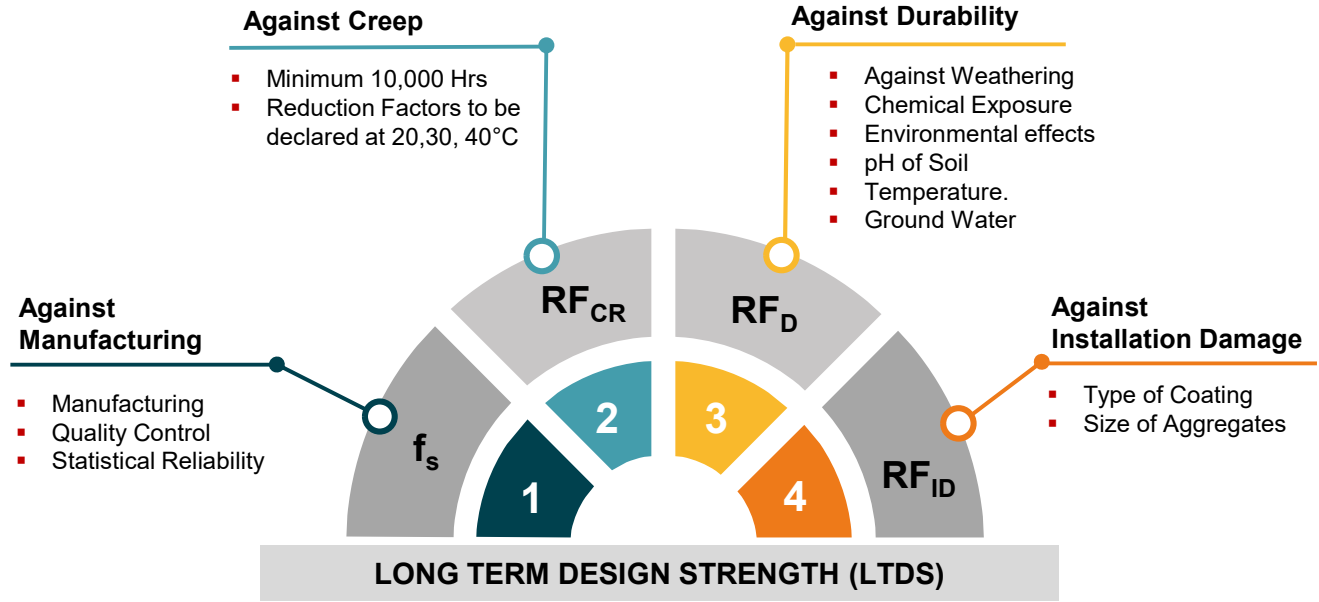 Against Creep
Minimum 10,000 Hrs
Reduction Factors to be
declared at 20,30, 40°C
Against Durability
Against Weathering
Chemical Exposure
Environmental effects
pH of Soil
Temperature.
Ground Water
Against
Manufacturing
Manufacturing
Quality Control
Statistical Reliability
Against
Installation Damage
Type of Coating
Size of Aggregates
fs
RFCR
RFD
RFID
1
2
3
4
LONG TERM DESIGN STRENGTH (LTDS)